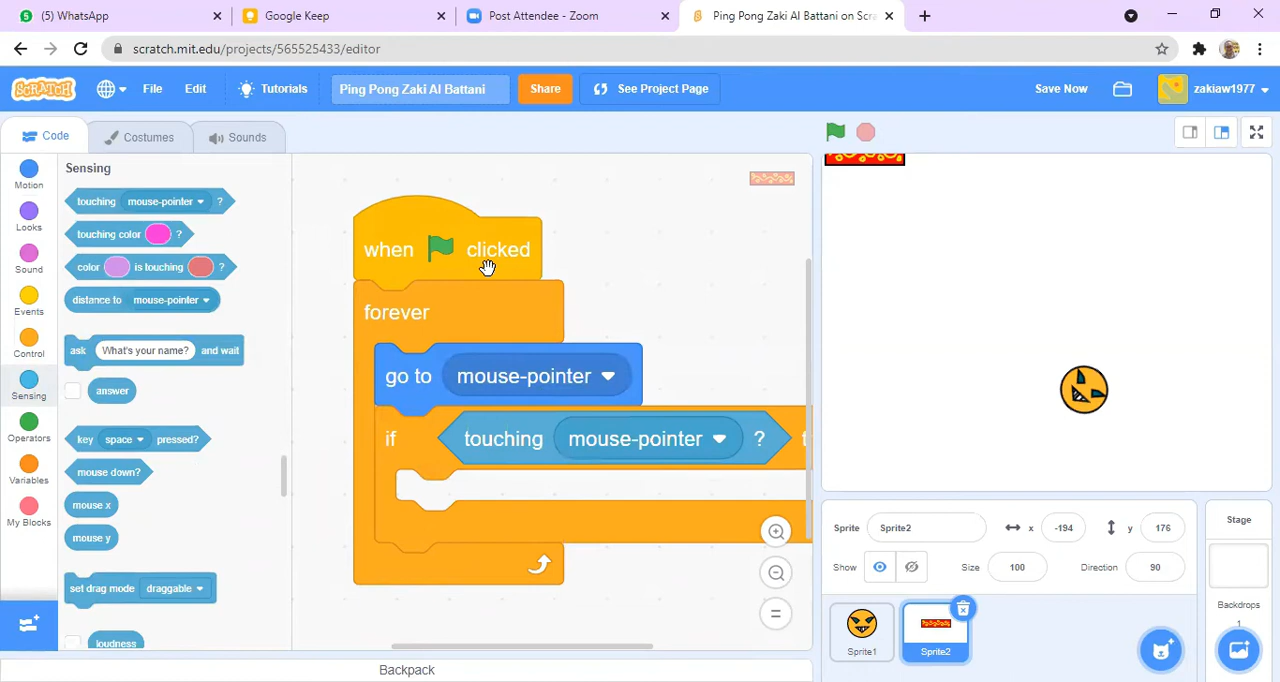 5 (5) WhatsApp
Google Keep
Post Attendee - Zoom
Ping Pong Zaki Al Battani on Scra
scratch.mit.edu/projects/565525433/editor
SCRATCH
File
Edit
Tutorials
Ping Pong Zaki Al Battani
Share
See Project Page
Save Now
zakiaw1977
Code
Costumes
Sounds
Motion
Looks
Sound
Events
Control
Sensing
Operators
Variables
My Blocks
Sensing
touching mouse-pointer ?
touching color ?
color is touching ?
distance to mouse-pointer
ask What's your name? and wait
answer
key space pressed?
mouse down?
mouse x
mouse y
set drag mode draggable
loudness
when clicked
forever
go to mouse-pointer
if touching mouse-pointer ? t
Backpack
Sprite Sprite2 x -194 y 176
Show Size 100 Direction 90
Sprite1
Sprite2
Stage
Backdrops
1